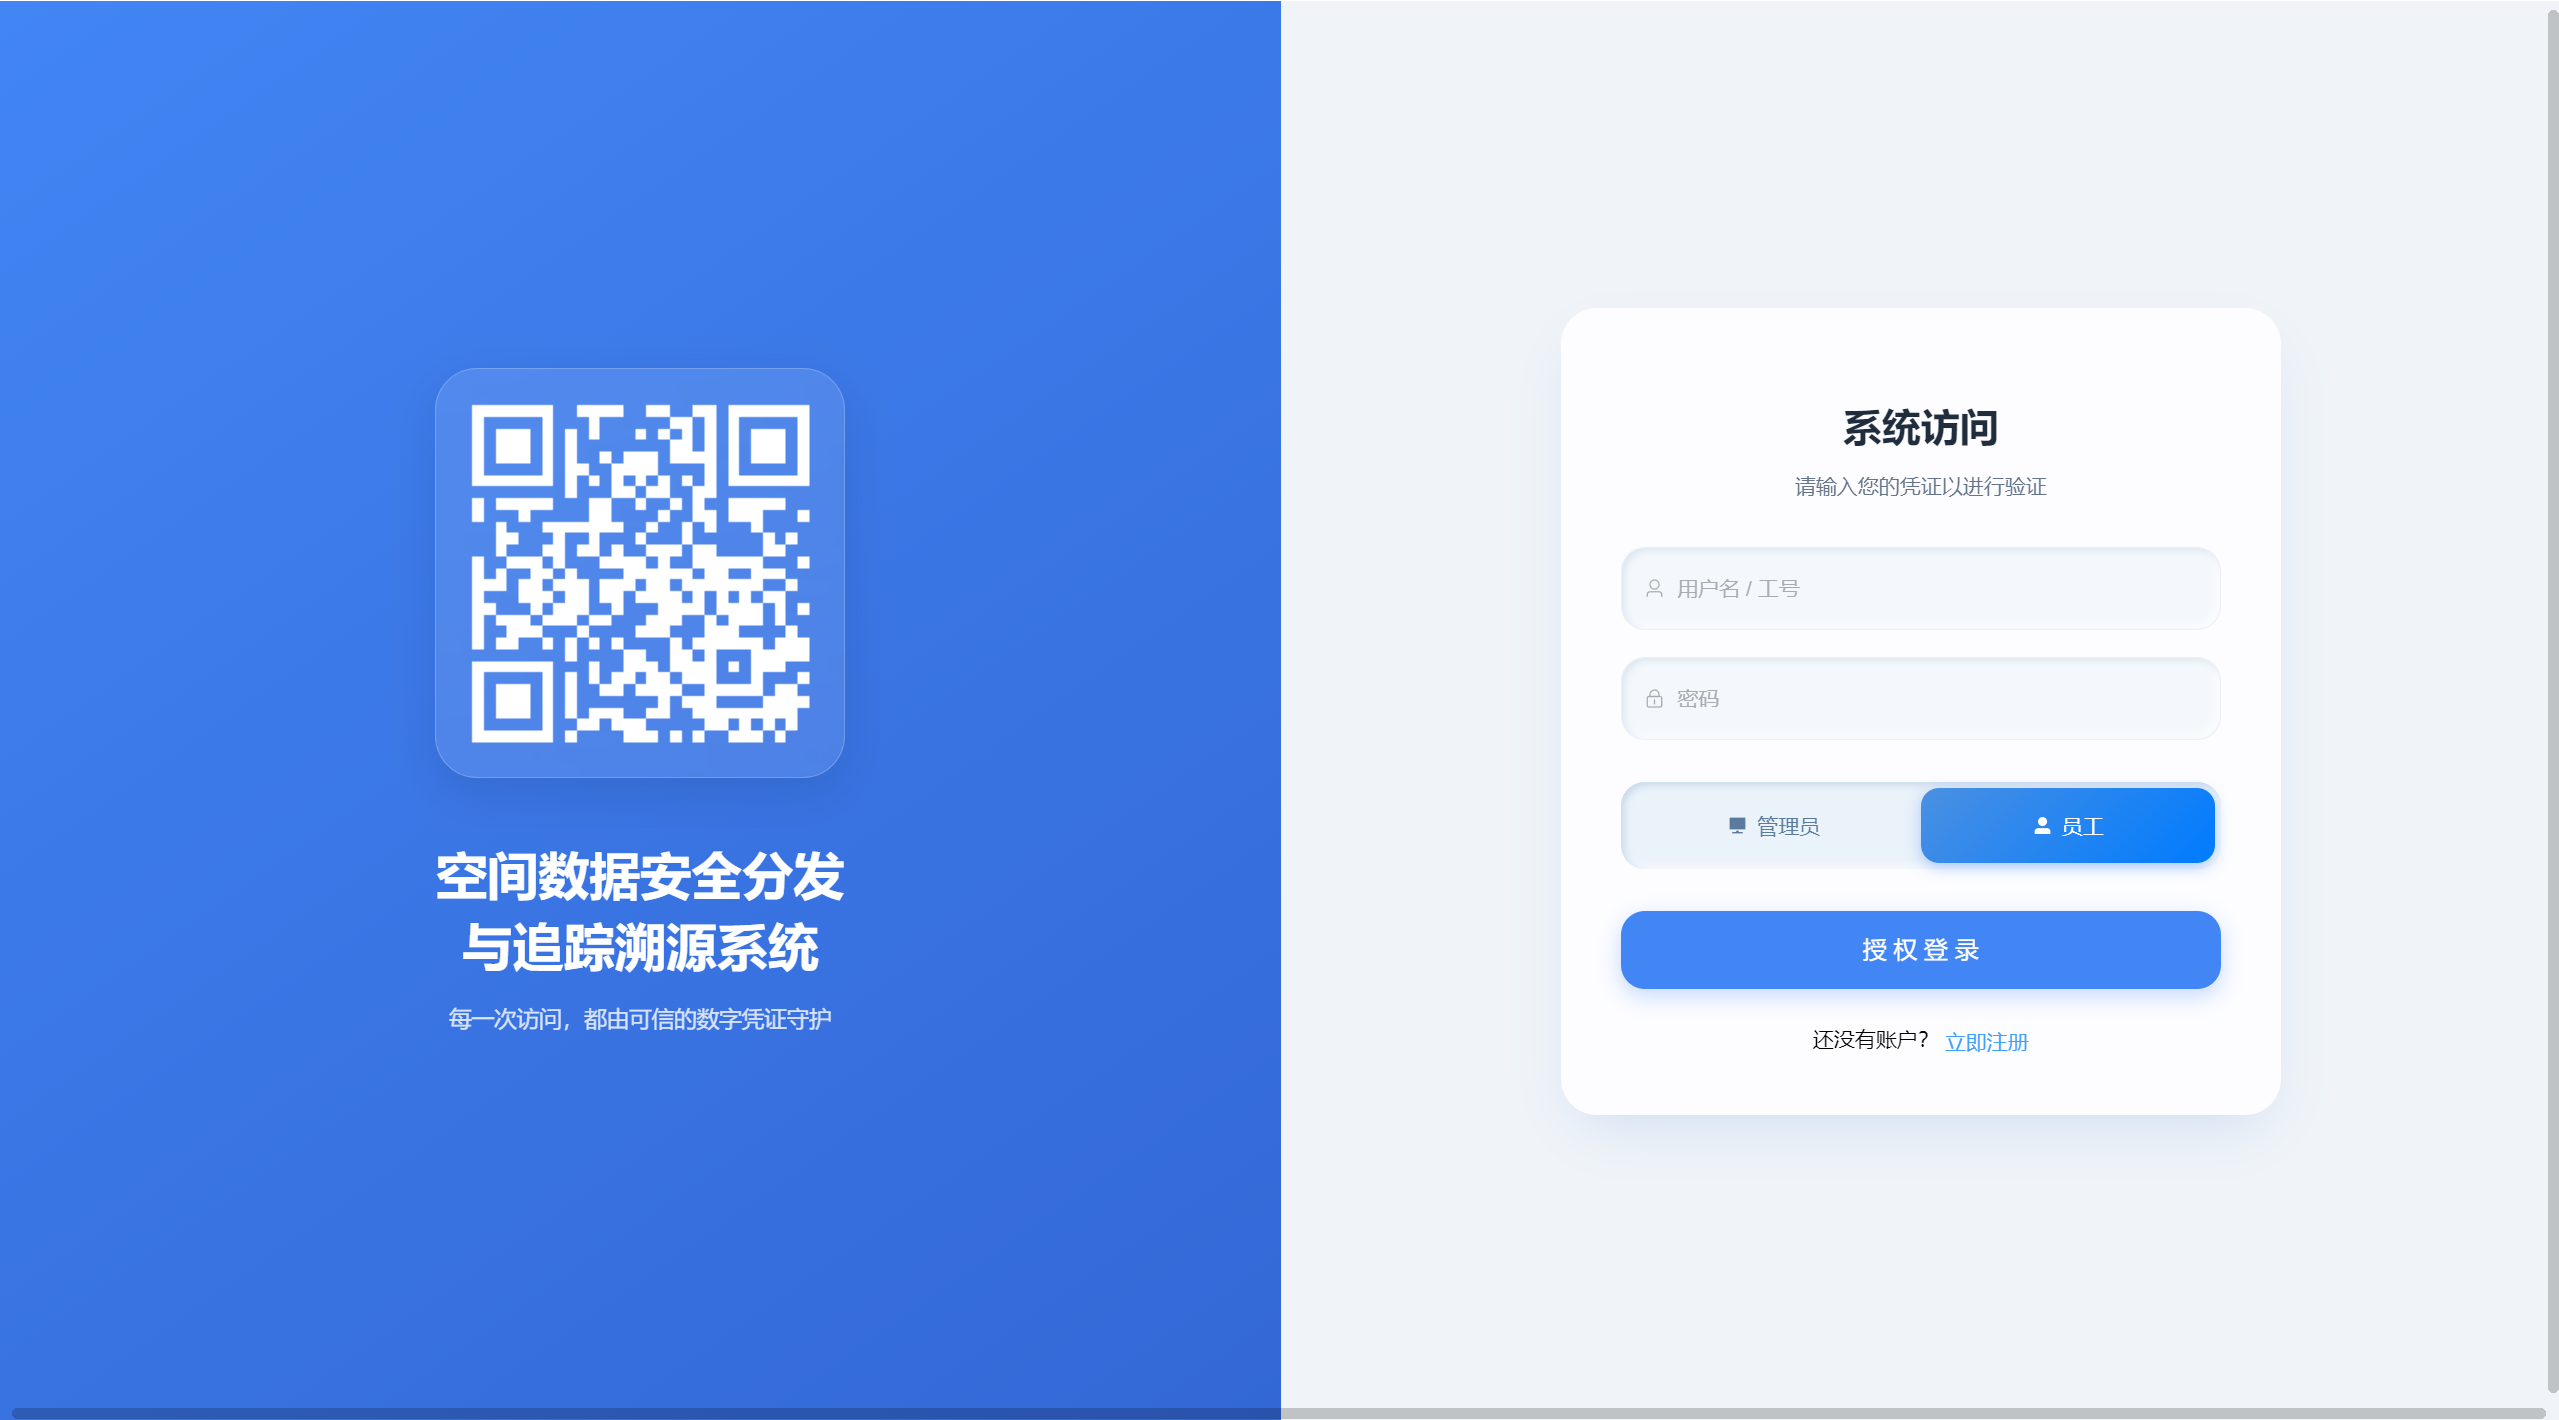 空间数据安全分发
与追踪溯源系统
每一次访问，都由可信的数字凭证守护
系统访问
请输入您的凭证以进行验证
用户名 / 工号
密码
管理员
员工
授权登录
还没有账户？ 立即注册